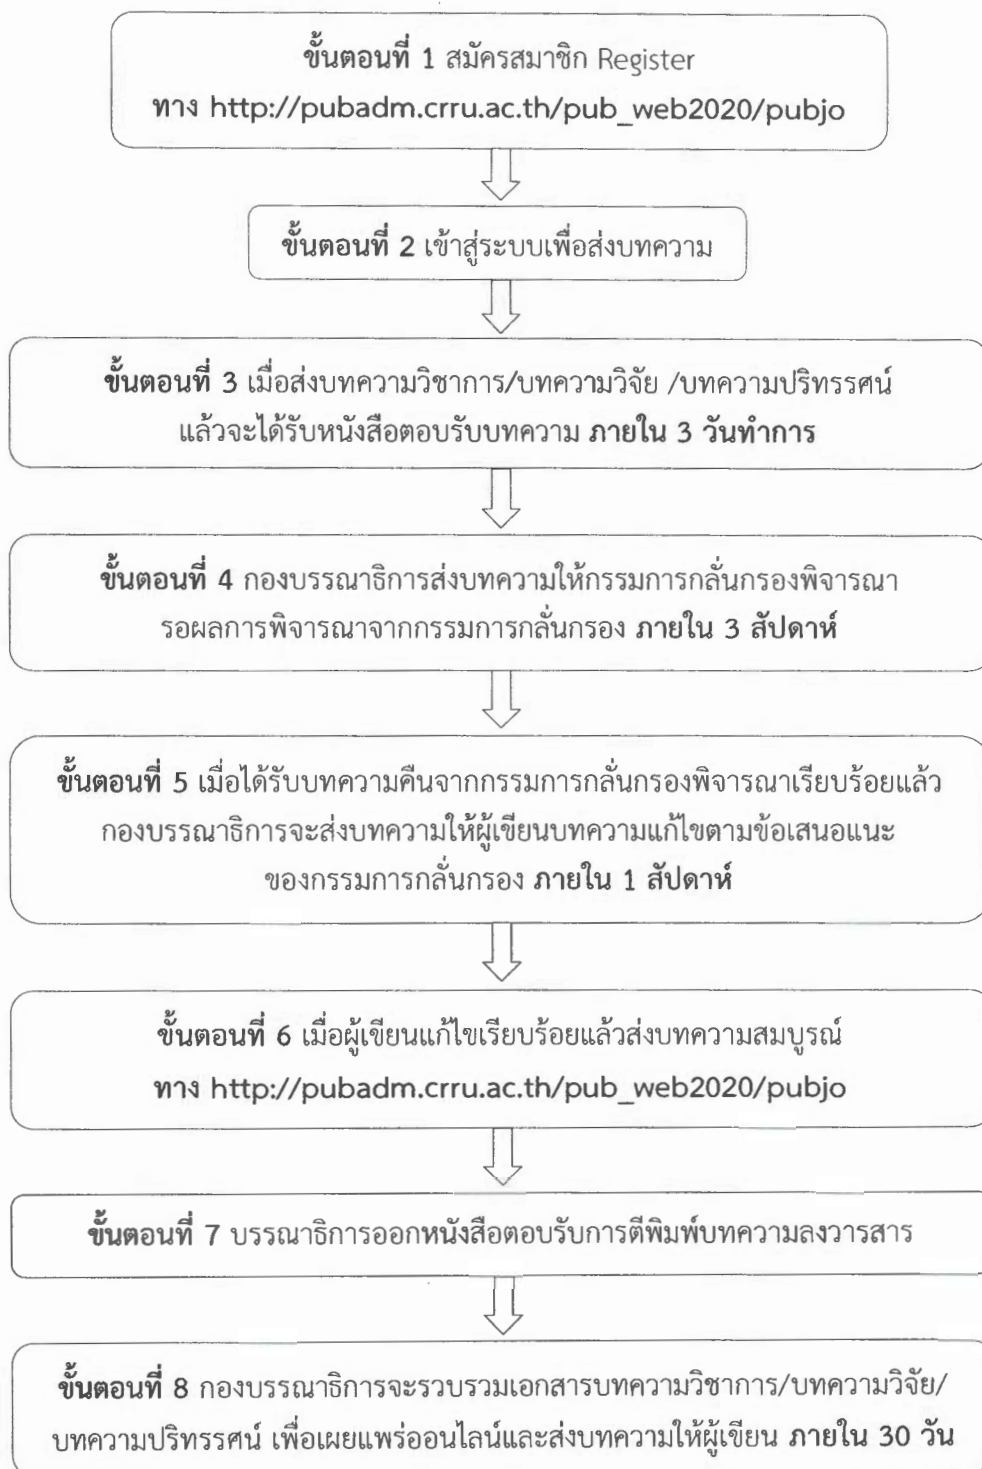 ขั้นตอนที่ 1 สมัครสมาชิก Register
ทาง http://pubadm.crru.ac.th/pub_web2020/pubjo
ขั้นตอนที่ 2 เข้าสู่ระบบเพื่อส่งบทความ
ขั้นตอนที่ 3 เมื่อส่งบทความวิชาการ/บทความวิจัย /บทความปริทรรศน์
แล้วจะได้รับหนังสือตอบรับบทความ ภายใน 3 วันทำการ
ขั้นตอนที่ 4 กองบรรณาธิการส่งบทความให้กรรมการกลั่นกรองพิจารณา
รอผลการพิจารณาจากกรรมการกลั่นกรอง ภายใน 3 สัปดาห์
ขั้นตอนที่ 5 เมื่อได้รับบทความคืนจากกรรมการกลั่นกรองพิจารณาเรียบร้อยแล้ว
กองบรรณาธิการจะส่งบทความให้ผู้เขียนบทความแก้ไขตามข้อเสนอแนะ
ของกรรมการกลั่นกรอง ภายใน 1 สัปดาห์
ขั้นตอนที่ 6 เมื่อผู้เขียนแก้ไขเรียบร้อยแล้วส่งบทความสมบูรณ์
ทาง http://pubadm.crru.ac.th/pub_web2020/pubjo
ขั้นตอนที่ 7 บรรณาธิการออกหนังสือตอบรับการตีพิมพ์บทความลงวารสาร
ขั้นตอนที่ 8 กองบรรณาธิการจะรวบรวมเอกสารบทความวิชาการ/บทความวิจัย/
บทความปริทรรศน์ เพื่อเผยแพร่ออนไลน์และส่งบทความให้ผู้เขียน ภายใน 30 วัน